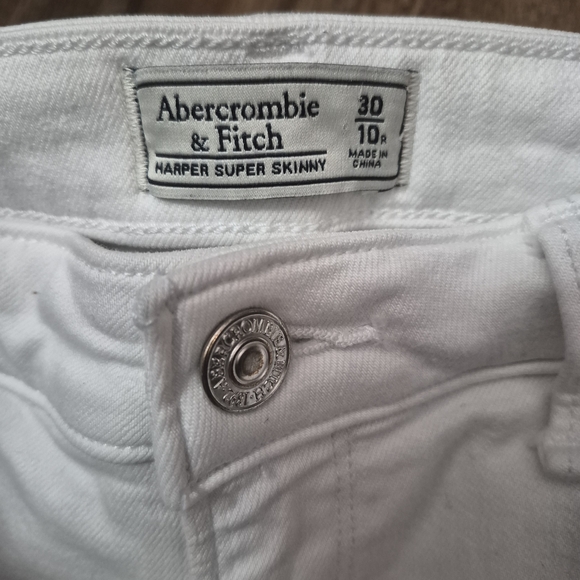 Abercrombie
& Fitch
HARPER SUPER SKINNY
30
10R
MADE IN
CHINA